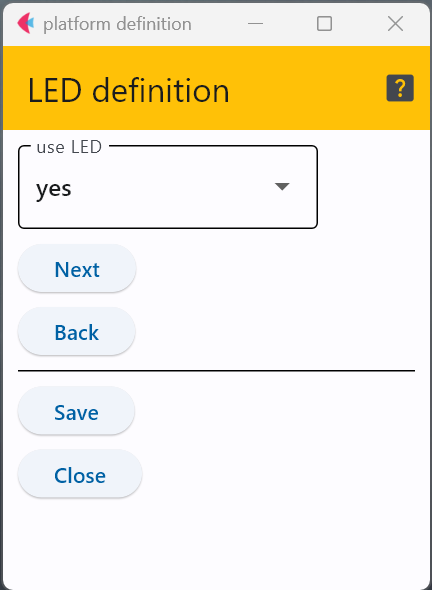 platform definition
LED definition
?
use LED
yes
Next
Back
Save
Close